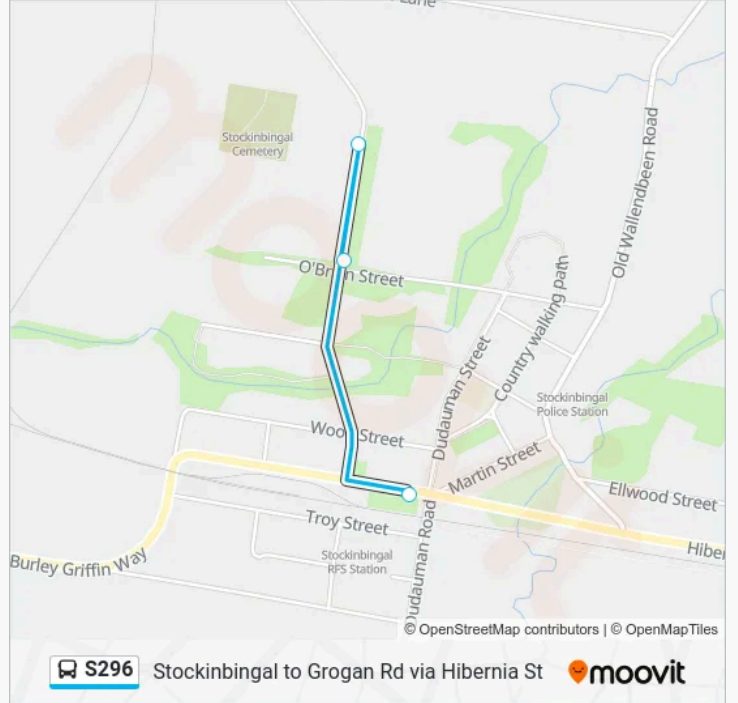 Stockinbingal
Cemetery
Old Wallendbeen Road
O'Brien Street
Country walking path
Dudauman Street
Stockinbingal
Police Station
Wood Street
Martin Street
Ellwood Street
Troy Street
Stockinbingal
RFS Station
Burley Griffin Way
Dudauman Road
Hiber
© OpenStreetMap contributors | © OpenMapTiles
S296 Stockinbingal to Grogan Rd via Hibernia St moovit